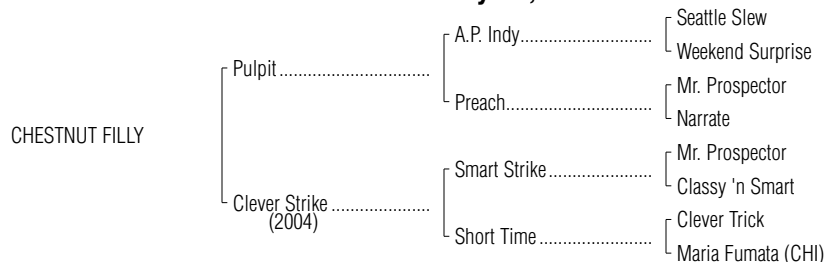 Seattle Slew
A.P. Indy
Weekend Surprise
Pulpit
Mr. Prospector
Preach
Narrate
CHESTNUT FILLY
Mr. Prospector
Smart Strike
Classy 'n Smart
Clever Strike
(2004)
Clever Trick
Short Time
Maria Fumata (CHI)